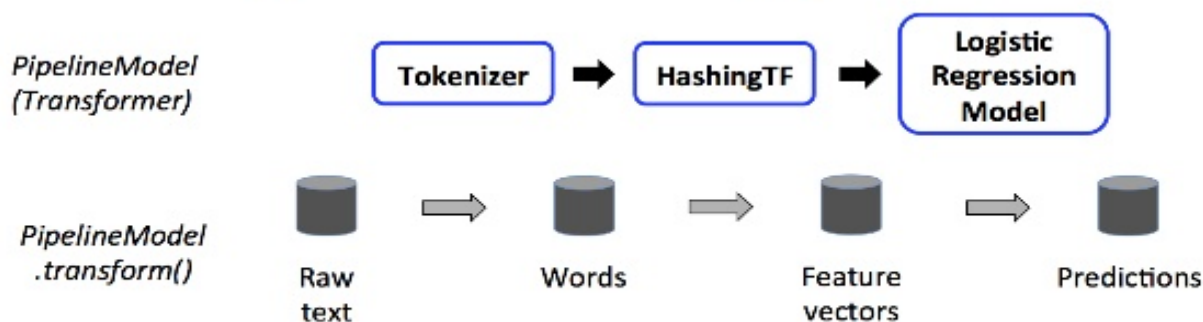 PipelineModel
(Transformer)
Tokenizer
HashingTF
Logistic
Regression
Model
PipelineModel
.transform()
Raw
text
Words
Feature
vectors
Predictions